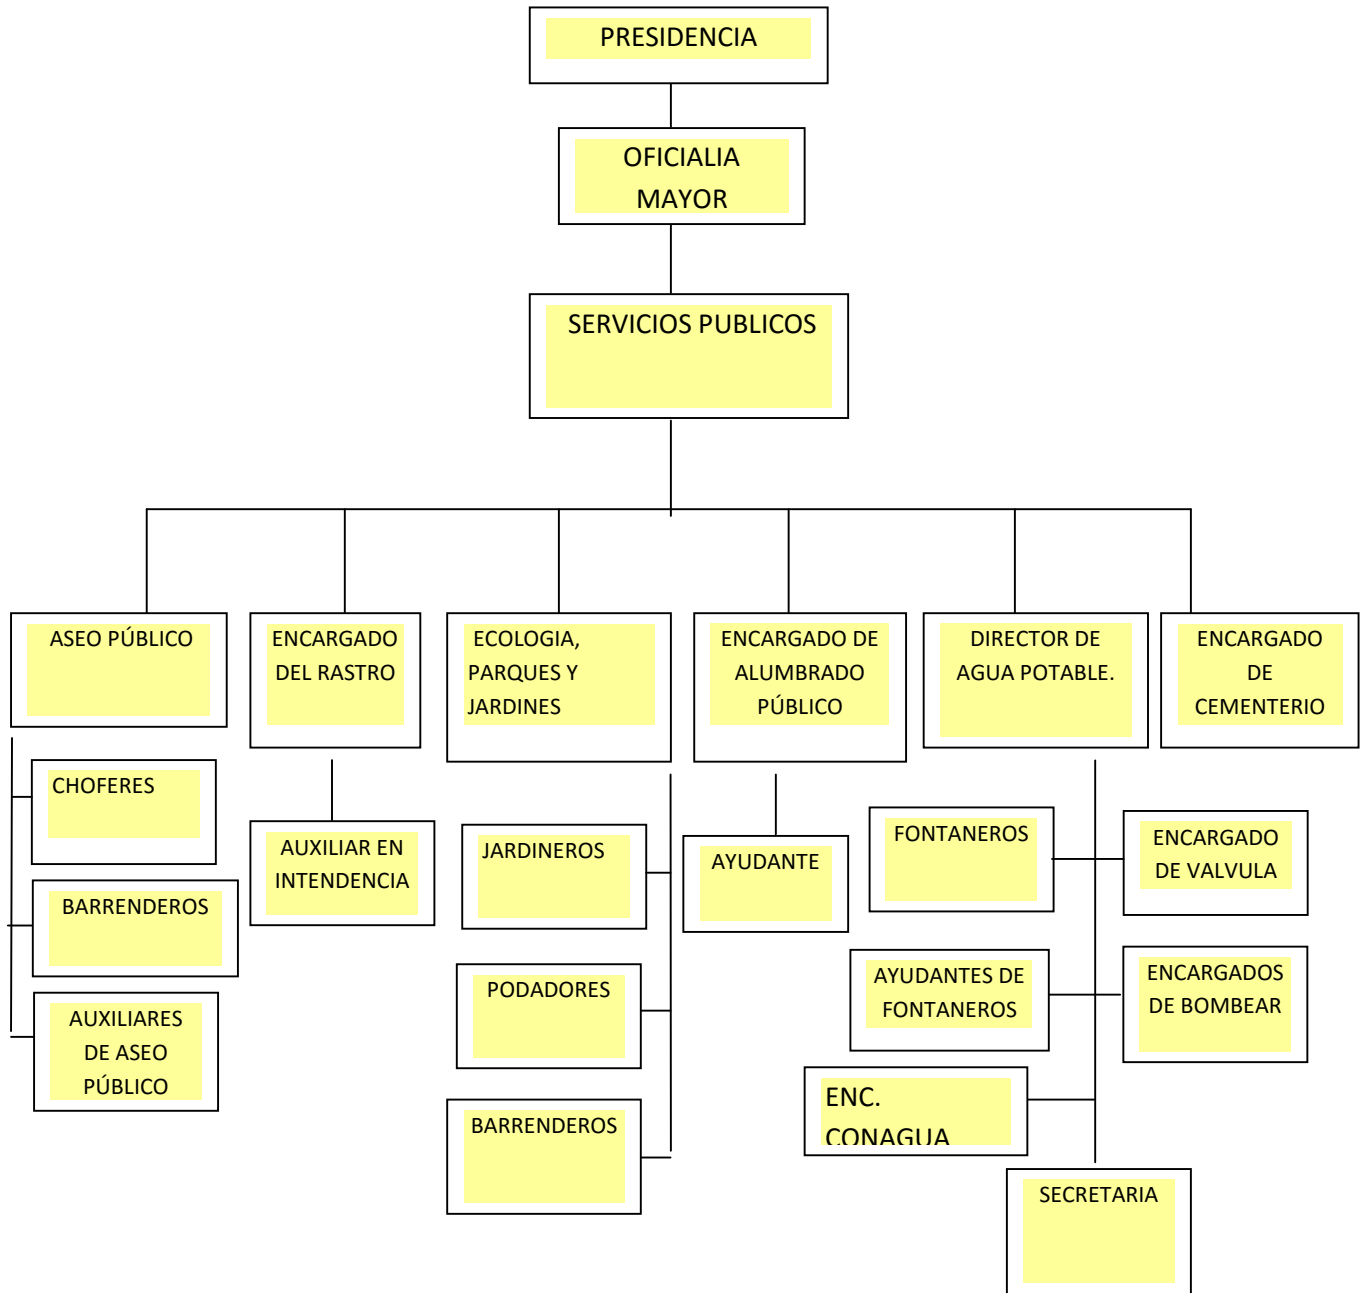 PRESIDENCIA
OFICIALIA
MAYOR
SERVICIOS PUBLICOS
ASEO PÚBLICO
ENCARGADO
DEL RASTRO
ECOLOGIA,
PARQUES Y
JARDINES
ENCARGADO DE
ALUMBRADO
PÚBLICO
DIRECTOR DE
AGUA POTABLE.
ENCARGADO
DE
CEMENTERIO
CHOFERES
BARRENDEROS
AUXILIARES
DE ASEO
PÚBLICO
AUXILIAR EN
INTENDENCIA
JARDINEROS
PODADORES
BARRENDEROS
AYUDANTE
FONTANEROS
ENCARGADO
DE VALVULA
AYUDANTES DE
FONTANEROS
ENCARGADOS
DE BOMBEAR
ENC.
CONAGUA
SECRETARIA